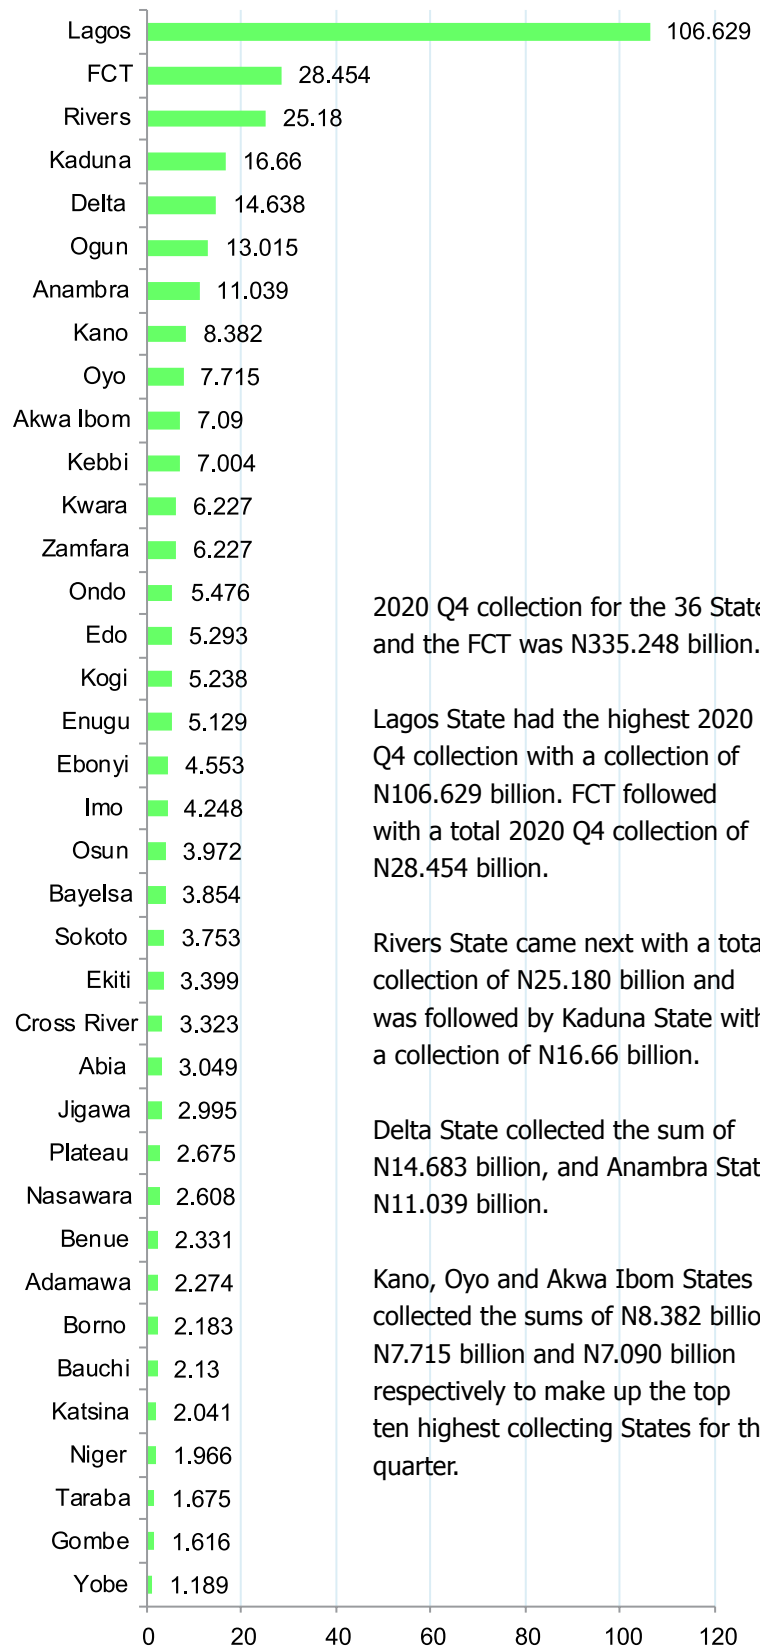 Lagos 106.629
FCT 28.454
Rivers 25.18
Kaduna 16.66
Delta 14.638
Ogun 13.015
Anambra 11.039
Kano 8.382
Oyo 7.715
Akwa Ibom 7.09
Kebbi 7.004
Kwara 6.227
Zamfara 6.227
Ondo 5.476
Edo 5.293
Kogi 5.238
Enugu 5.129
Ebonyi 4.553
Imo 4.248
Osun 3.972
Bayelsa 3.854
Sokoto 3.753
Ekiti 3.399
Cross River 3.323
Abia 3.049
Jigawa 2.995
Plateau 2.675
Nasawara 2.608
Benue 2.331
Adamawa 2.274
Borno 2.183
Bauchi 2.13
Katsina 2.041
Niger 1.966
Taraba 1.675
Gombe 1.616
Yobe 1.189
0 20 40 60 80 100 120
2020 Q4 collection for the 36 State
and the FCT was N335.248 billion.
Lagos State had the highest 2020
Q4 collection with a collection of
N106.629 billion. FCT followed
with a total 2020 Q4 collection of
N28.454 billion.
Rivers State came next with a tota
collection of N25.180 billion and
was followed by Kaduna State with
a collection of N16.66 billion.
Delta State collected the sum of
N14.683 billion, and Anambra Stat
N11.039 billion.
Kano, Oyo and Akwa Ibom States
collected the sums of N8.382 billio
N7.715 billion and N7.090 billion
respectively to make up the top
ten highest collecting States for th
quarter.